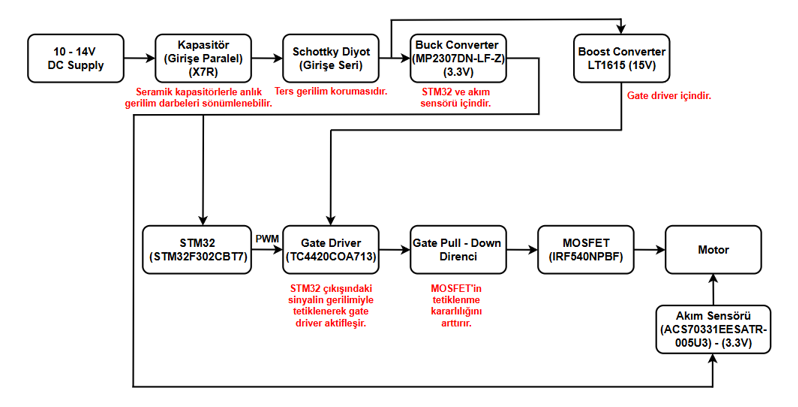 10 - 14V
DC Supply
Kapasitör
(Girişe Paralel)
(X7R)
Schottky Diyot
(Girişe Seri)
Buck Converter
(MP2307DN-LF-Z)
(3.3V)
Boost Converter
LT1615 (15V)
Seramik kapasitörlerle anlık
gerilim darbeleri sönümlenebilir.
Ters gerilim korumasıdır.
STM32 ve akım
sensörü içindir.
Gate driver içindir.
STM32
(STM32F302CBT7)
PWM
Gate Driver
(TC4420COA713)
Gate Pull - Down
Direnci
MOSFET
(IRF540NPBF)
Motor
STM32 çıkışındaki
sinyalin gerilimiyle
tetiklenerek gate
driver aktifleşir.
MOSFET'in
tetiklenme
kararlılığını
arttırır.
Akım Sensörü
(ACS70331EESATR-
005U3) - (3.3V)